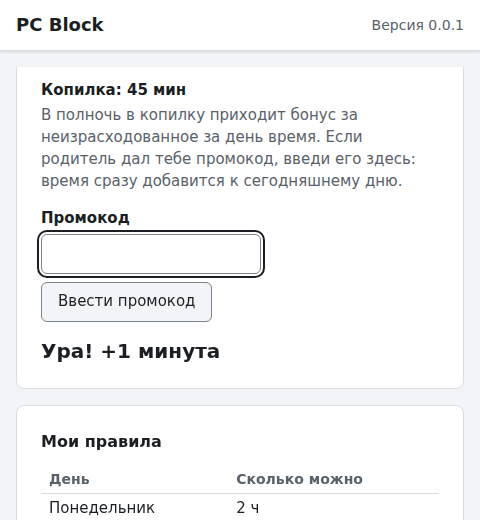 PC Block
Версия 0.0.1
Копилка: 45 мин
В полночь в копилку приходит бонус за
неизрасходованное за день время. Если
родитель дал тебе промокод, введи его здесь:
время сразу добавится к сегодняшнему дню.
Промокод
Ввести промокод
Ура! +1 минута
Мои правила
День Сколько можно
Понедельник 2 ч